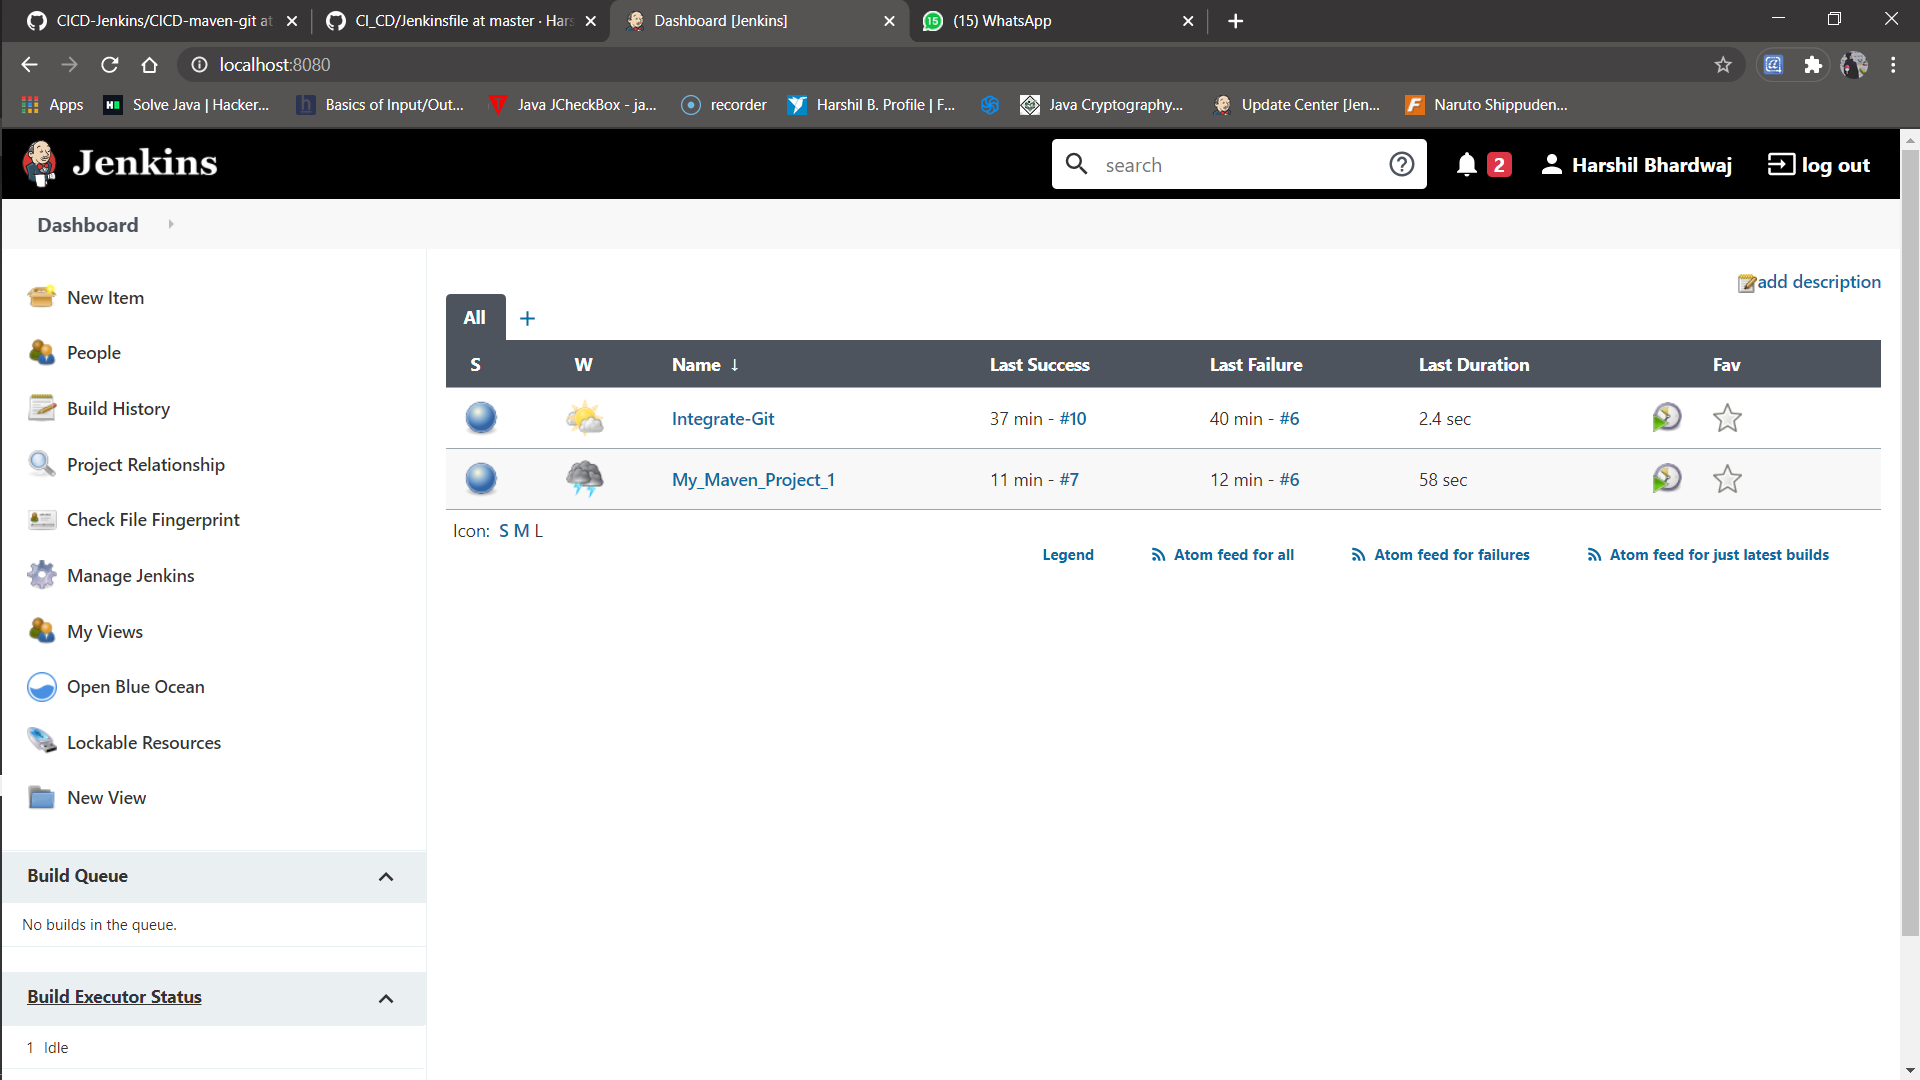 CICD-Jenkins/CICD-maven-git at
CI_CD/Jenkinsfile at master · Hars
Dashboard [Jenkins]
15
(15) WhatsApp
localhost:8080
Apps
Solve Java | Hacker...
Basics of Input/Out...
Java JCheckBox - ja...
recorder
Harshil B. Profile | F...
Java Cryptography...
Update Center [Jen...
Naruto Shippuden...
Jenkins
search
2
Harshil Bhardwaj
log out
Dashboard
add description
New Item
People
Build History
Project Relationship
Check File Fingerprint
Manage Jenkins
My Views
Open Blue Ocean
Lockable Resources
New View
All +
S W Name ↓ Last Success Last Failure Last Duration Fav
Integrate-Git 37 min - #10 40 min - #6 2.4 sec
My_Maven_Project_1 11 min - #7 12 min - #6 58 sec
Icon: S M L
Legend Atom feed for all Atom feed for failures Atom feed for just latest builds
Build Queue
No builds in the queue.
Build Executor Status
1 Idle